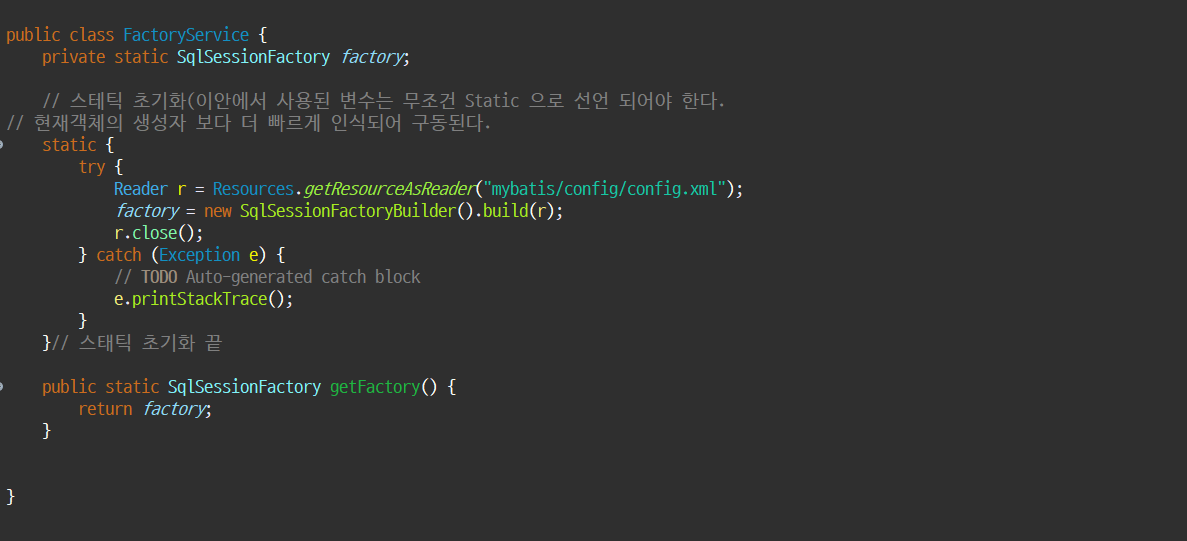 public class FactoryService {
private static SqlSessionFactory factory;
// 스테틱 초기화(이안에서 사용된 변수는 무조건 Static 으로 선언 되어야 한다.
// 현재객체의 생성자 보다 더 빠르게 인식되어 구동된다.
static {
try {
Reader r = Resources.getResourceAsReader("mybatis/config/config.xml");
factory = new SqlSessionFactoryBuilder().build(r);
r.close();
} catch (Exception e) {
// TODO Auto-generated catch block
e.printStackTrace();
}
}// 스태틱 초기화 끝
public static SqlSessionFactory getFactory() {
return factory;
}
}